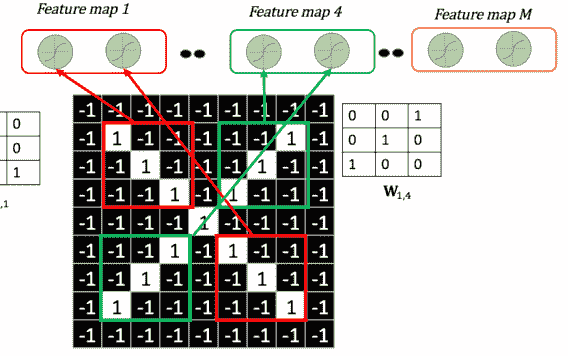 Feature map 1
Feature map 4
Feature map M
-1 -1 -1 -1 -1 -1 -1 -1 -1
-1 1 -1 -1 -1 -1 -1 1 -1
-1 -1 1 -1 -1 -1 1 -1 -1
-1 -1 -1 1 -1 1 -1 -1 -1
-1 -1 -1 -1 1 -1 -1 -1 -1
-1 -1 -1 1 -1 1 -1 -1 -1
-1 -1 1 -1 -1 -1 1 -1 -1
-1 1 -1 -1 -1 -1 -1 1 -1
-1 -1 -1 -1 -1 -1 -1 -1 -1
0
0
1
,1
0 0 1
0 1 0
1 0 0
W1,4